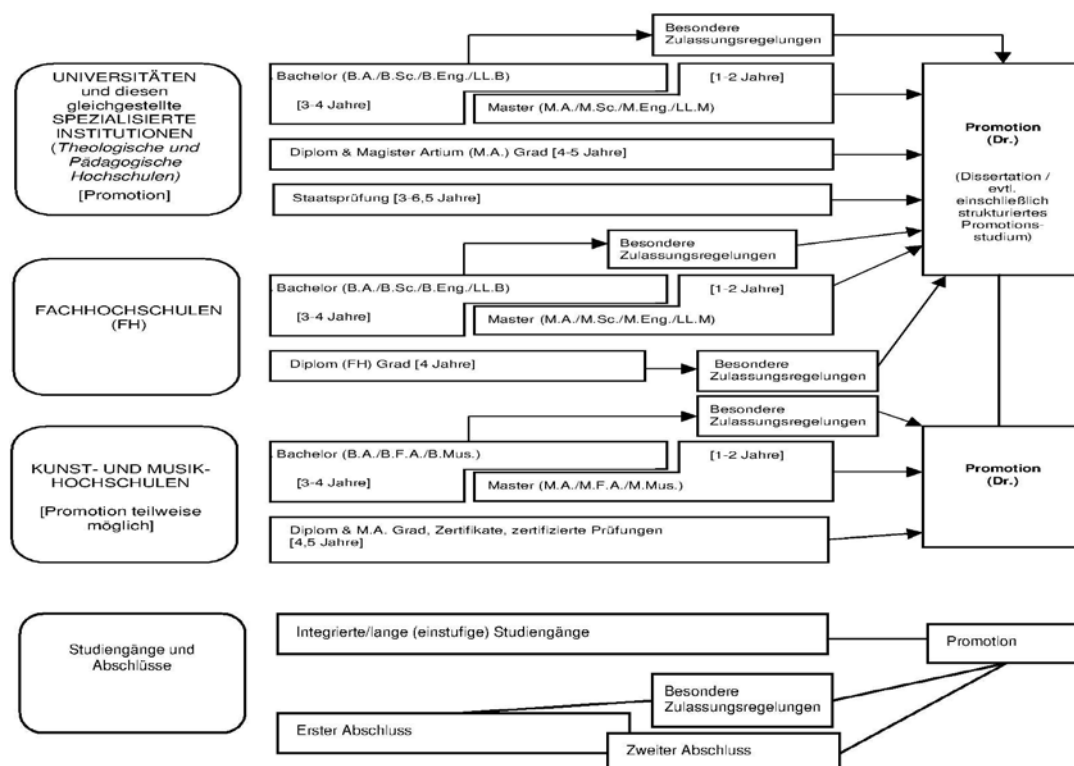 Besondere
Zulassungsregelungen
UNIVERSITÄTEN
und diesen
gleichgestellte
SPEZIALISIERTE
INSTITUTIONEN
(Theologische und
Pädagogische
Hochschulen)
[Promotion]
Bachelor (B.A./B.Sc./B.Eng./LL.B)
[1-2 Jahre]
[3-4 Jahre]
Master (M.A./M.Sc./M.Eng./LL.M)
Diplom & Magister Artium (M.A.) Grad [4-5 Jahre]
Staatsprüfung [3-6,5 Jahre]
Promotion
(Dr.)
(Dissertation /
evtl.
einschließlich
strukturiertes
Promotions-
studium)
FACHHOCHSCHULEN
(FH)
Besondere
Zulassungsregelungen
Bachelor (B.A./B.Sc./B.Eng./LL.B)
[1-2 Jahre]
[3-4 Jahre]
Master (M.A./M.Sc./M.Eng./LL.M)
Diplom (FH) Grad [4 Jahre]
Besondere
Zulassungsregelungen
KUNST- UND MUSIK-
HOCHSCHULEN
[Promotion teilweise
möglich]
Besondere
Zulassungsregelungen
Bachelor (B.A./B.F.A./B.Mus.)
[1-2 Jahre]
[3-4 Jahre]
Master (M.A./M.F.A./M.Mus.)
Diplom & M.A. Grad, Zertifikate, zertifizierte Prüfungen
[4,5 Jahre]
Promotion
(Dr.)
Studiengänge und
Abschlüsse
Integrierte/lange (einstufige) Studiengänge
Promotion
Besondere
Zulassungsregelungen
Erster Abschluss
Zweiter Abschluss